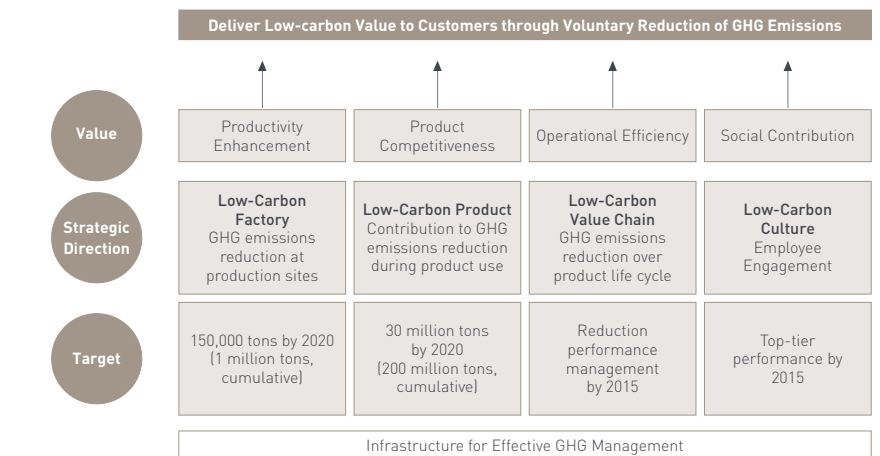 Deliver Low-carbon Value to Customers through Voluntary Reduction of GHG Emissions
Value
Productivity
Enhancement
Product
Competitiveness
Operational Efficiency
Social Contribution
Strategic
Direction
Low-Carbon
Factory
GHG emissions
reduction at
production sites
Low-Carbon Product
Contribution to GHG
emissions reduction
during product use
Low-Carbon
Value Chain
GHG emissions
reduction over
product life cycle
Low-Carbon
Culture
Employee
Engagement
Target
150,000 tons by 2020
(1 million tons,
cumulative)
30 million tons
by 2020
(200 million tons,
cumulative)
Reduction
performance
management
by 2015
Top-tier
performance by
2015
Infrastructure for Effective GHG Management